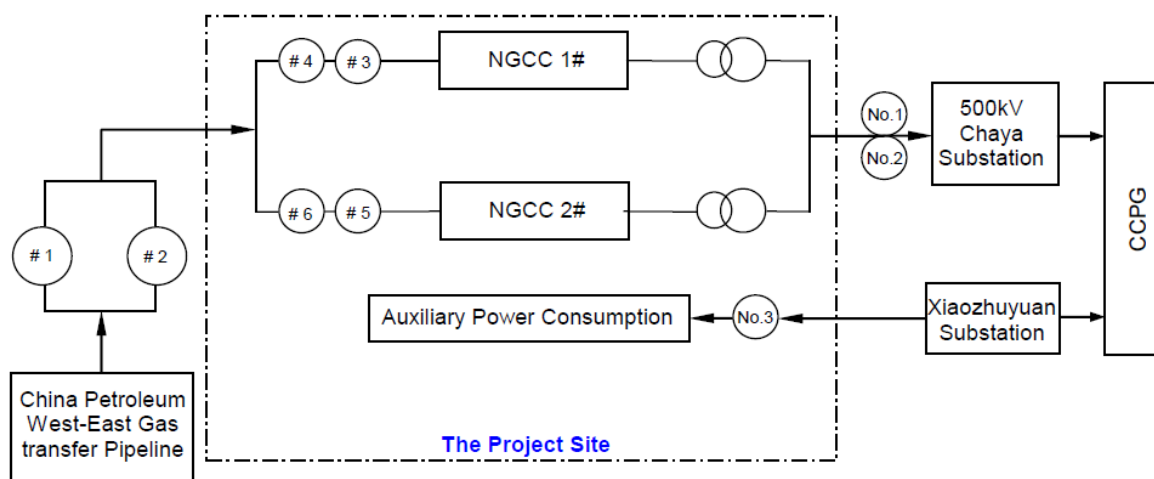 # 4
# 3
NGCC 1#
No.1
No.2
500kV
Chaya
Substation
CCPG
# 6
# 5
NGCC 2#
# 1
# 2
Auxiliary Power Consumption
No.3
Xiaozhuyuan
Substation
China Petroleum
West-East Gas
transfer Pipeline
The Project Site